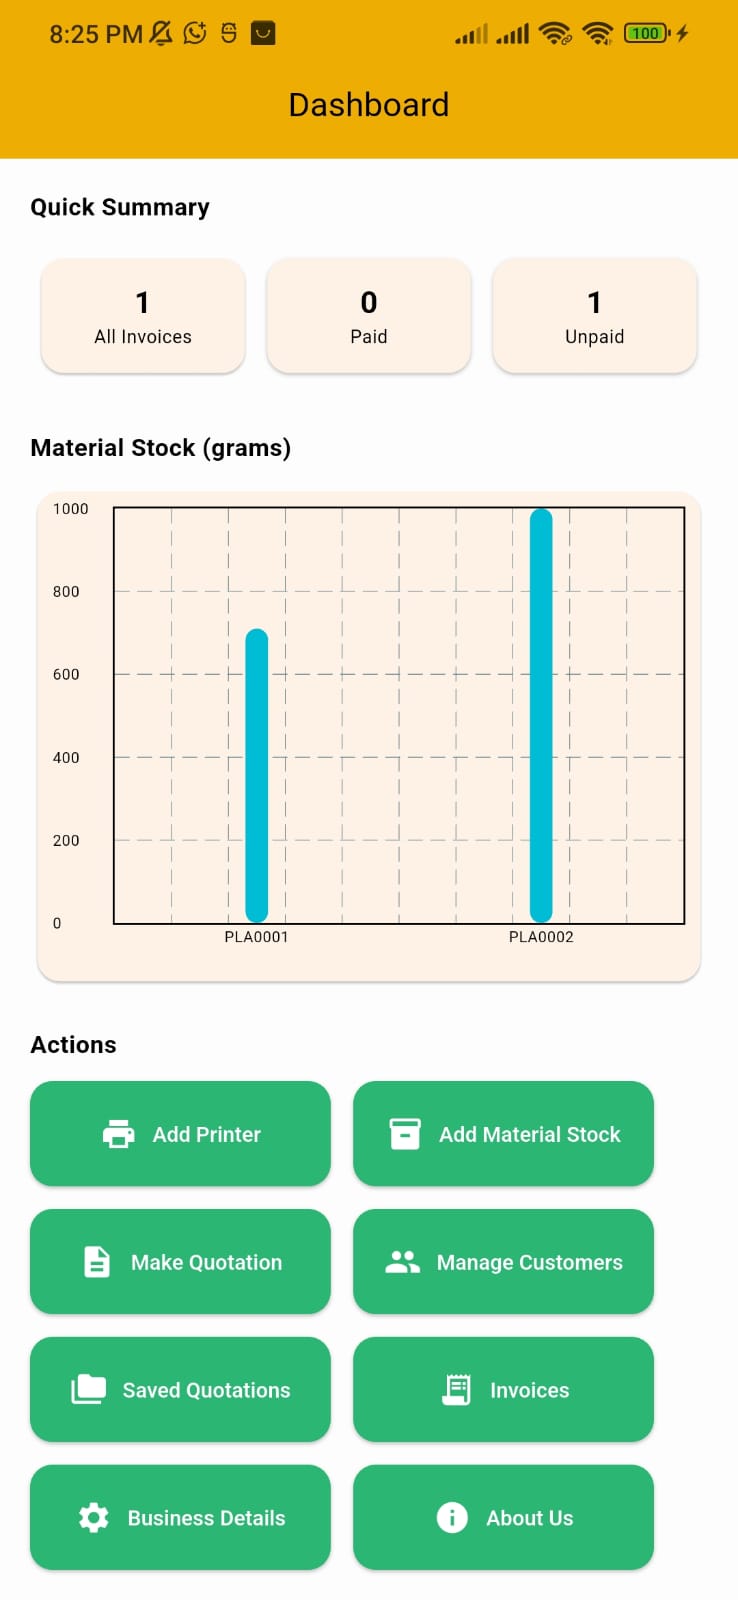 8:25 PM
100
Dashboard
Quick Summary
1
All Invoices
0
Paid
1
Unpaid
Material Stock (grams)
1000
800
600
400
200
0
PLA0001
PLA0002
Actions
Add Printer
Add Material Stock
Make Quotation
Manage Customers
Saved Quotations
Invoices
Business Details
About Us